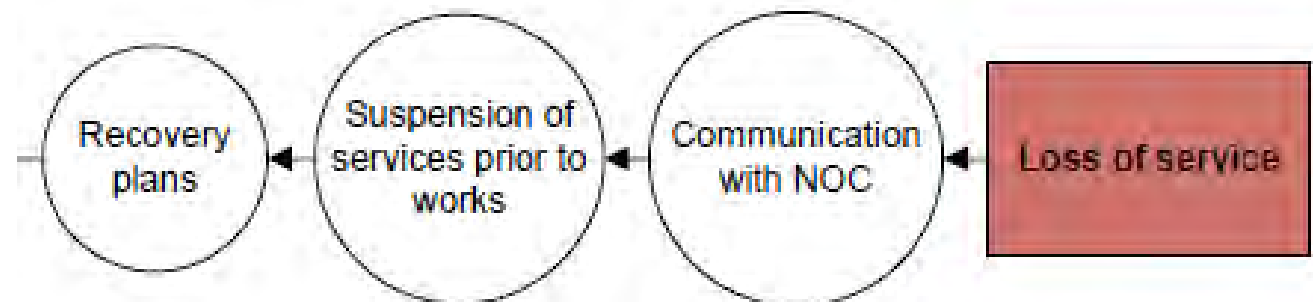 Recovery
plans
Suspension of
services prior to
works
Communication
with NOC
Loss of service